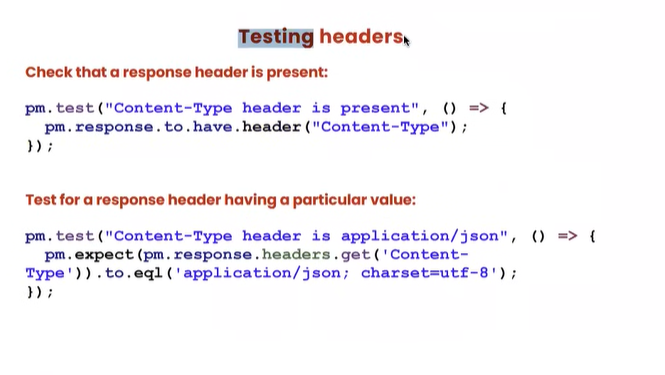 Testing headers
Check that a response header is present:
pm.test("Content-Type header is present", () => {
pm.response.to.have.header("Content-Type");
});
Test for a response header having a particular value:
pm.test("Content-Type header is application/json", () => {
pm.expect(pm.response.headers.get('Content-
Type')).to.eql('application/json; charset=utf-8');
});